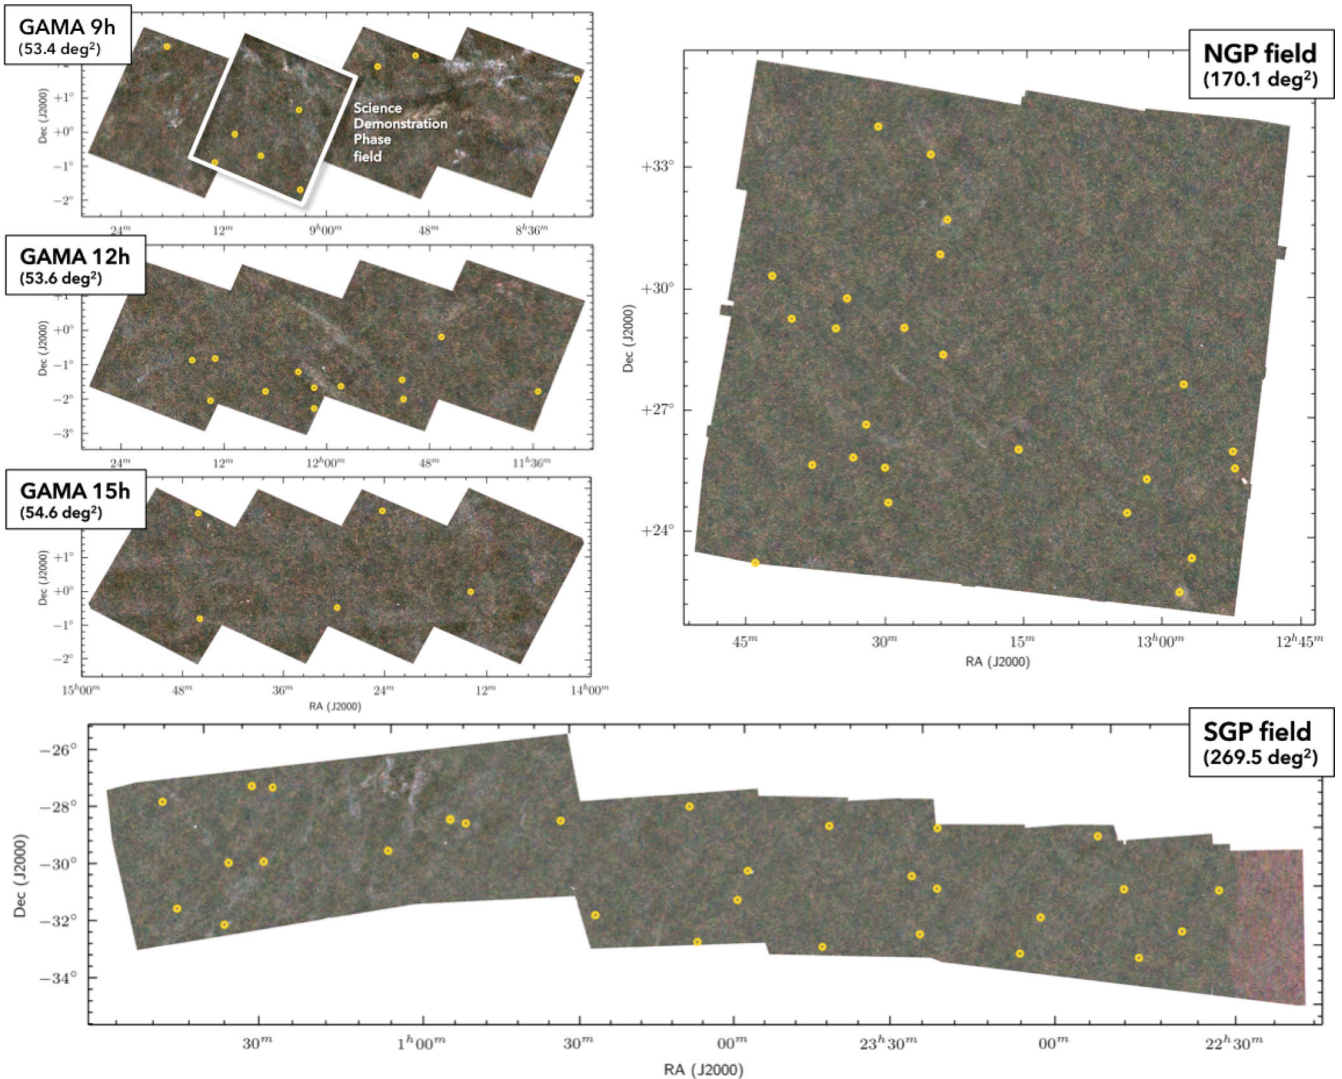 GAMA 9h
(53.4 deg²)
+1°
+0°
−1°
−2°
Dec (J2000)
Science
Demonstration
Phase
field
24ᵐ
12ᵐ
9ʰ00ᵐ
48ᵐ
8ʰ36ᵐ
GAMA 12h
(53.6 deg²)
+1°
+0°
−1°
−2°
−3°
Dec (J2000)
24ᵐ
12ᵐ
12ʰ00ᵐ
48ᵐ
11ʰ36ᵐ
GAMA 15h
(54.6 deg²)
+1°
+0°
−1°
−2°
Dec (J2000)
15ʰ00ᵐ
48ᵐ
36ᵐ
24ᵐ
12ᵐ
14ʰ00ᵐ
RA (J2000)
NGP field
(170.1 deg²)
+33°
+30°
+27°
+24°
Dec (J2000)
45ᵐ
30ᵐ
15ᵐ
13ʰ00ᵐ
12ʰ45ᵐ
RA (J2000)
SGP field
(269.5 deg²)
−26°
−28°
−30°
−32°
−34°
Dec (J2000)
30ᵐ
1ʰ00ᵐ
30ᵐ
00ᵐ
23ʰ30ᵐ
00ᵐ
22ʰ30ᵐ
RA (J2000)